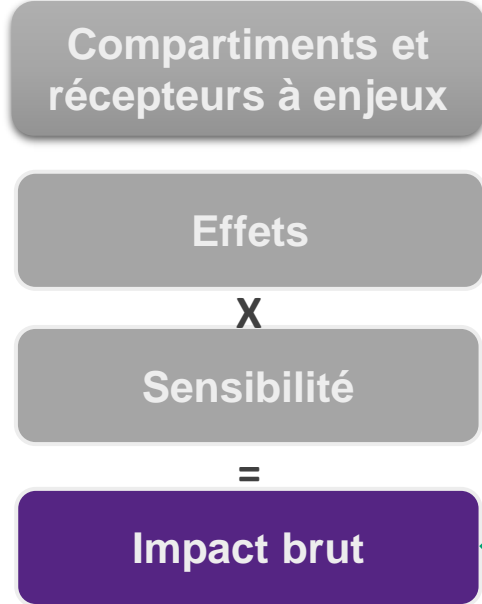 Compartiments et
récepteurs à enjeux
Effets
X
Sensibilité
=
Impact brut